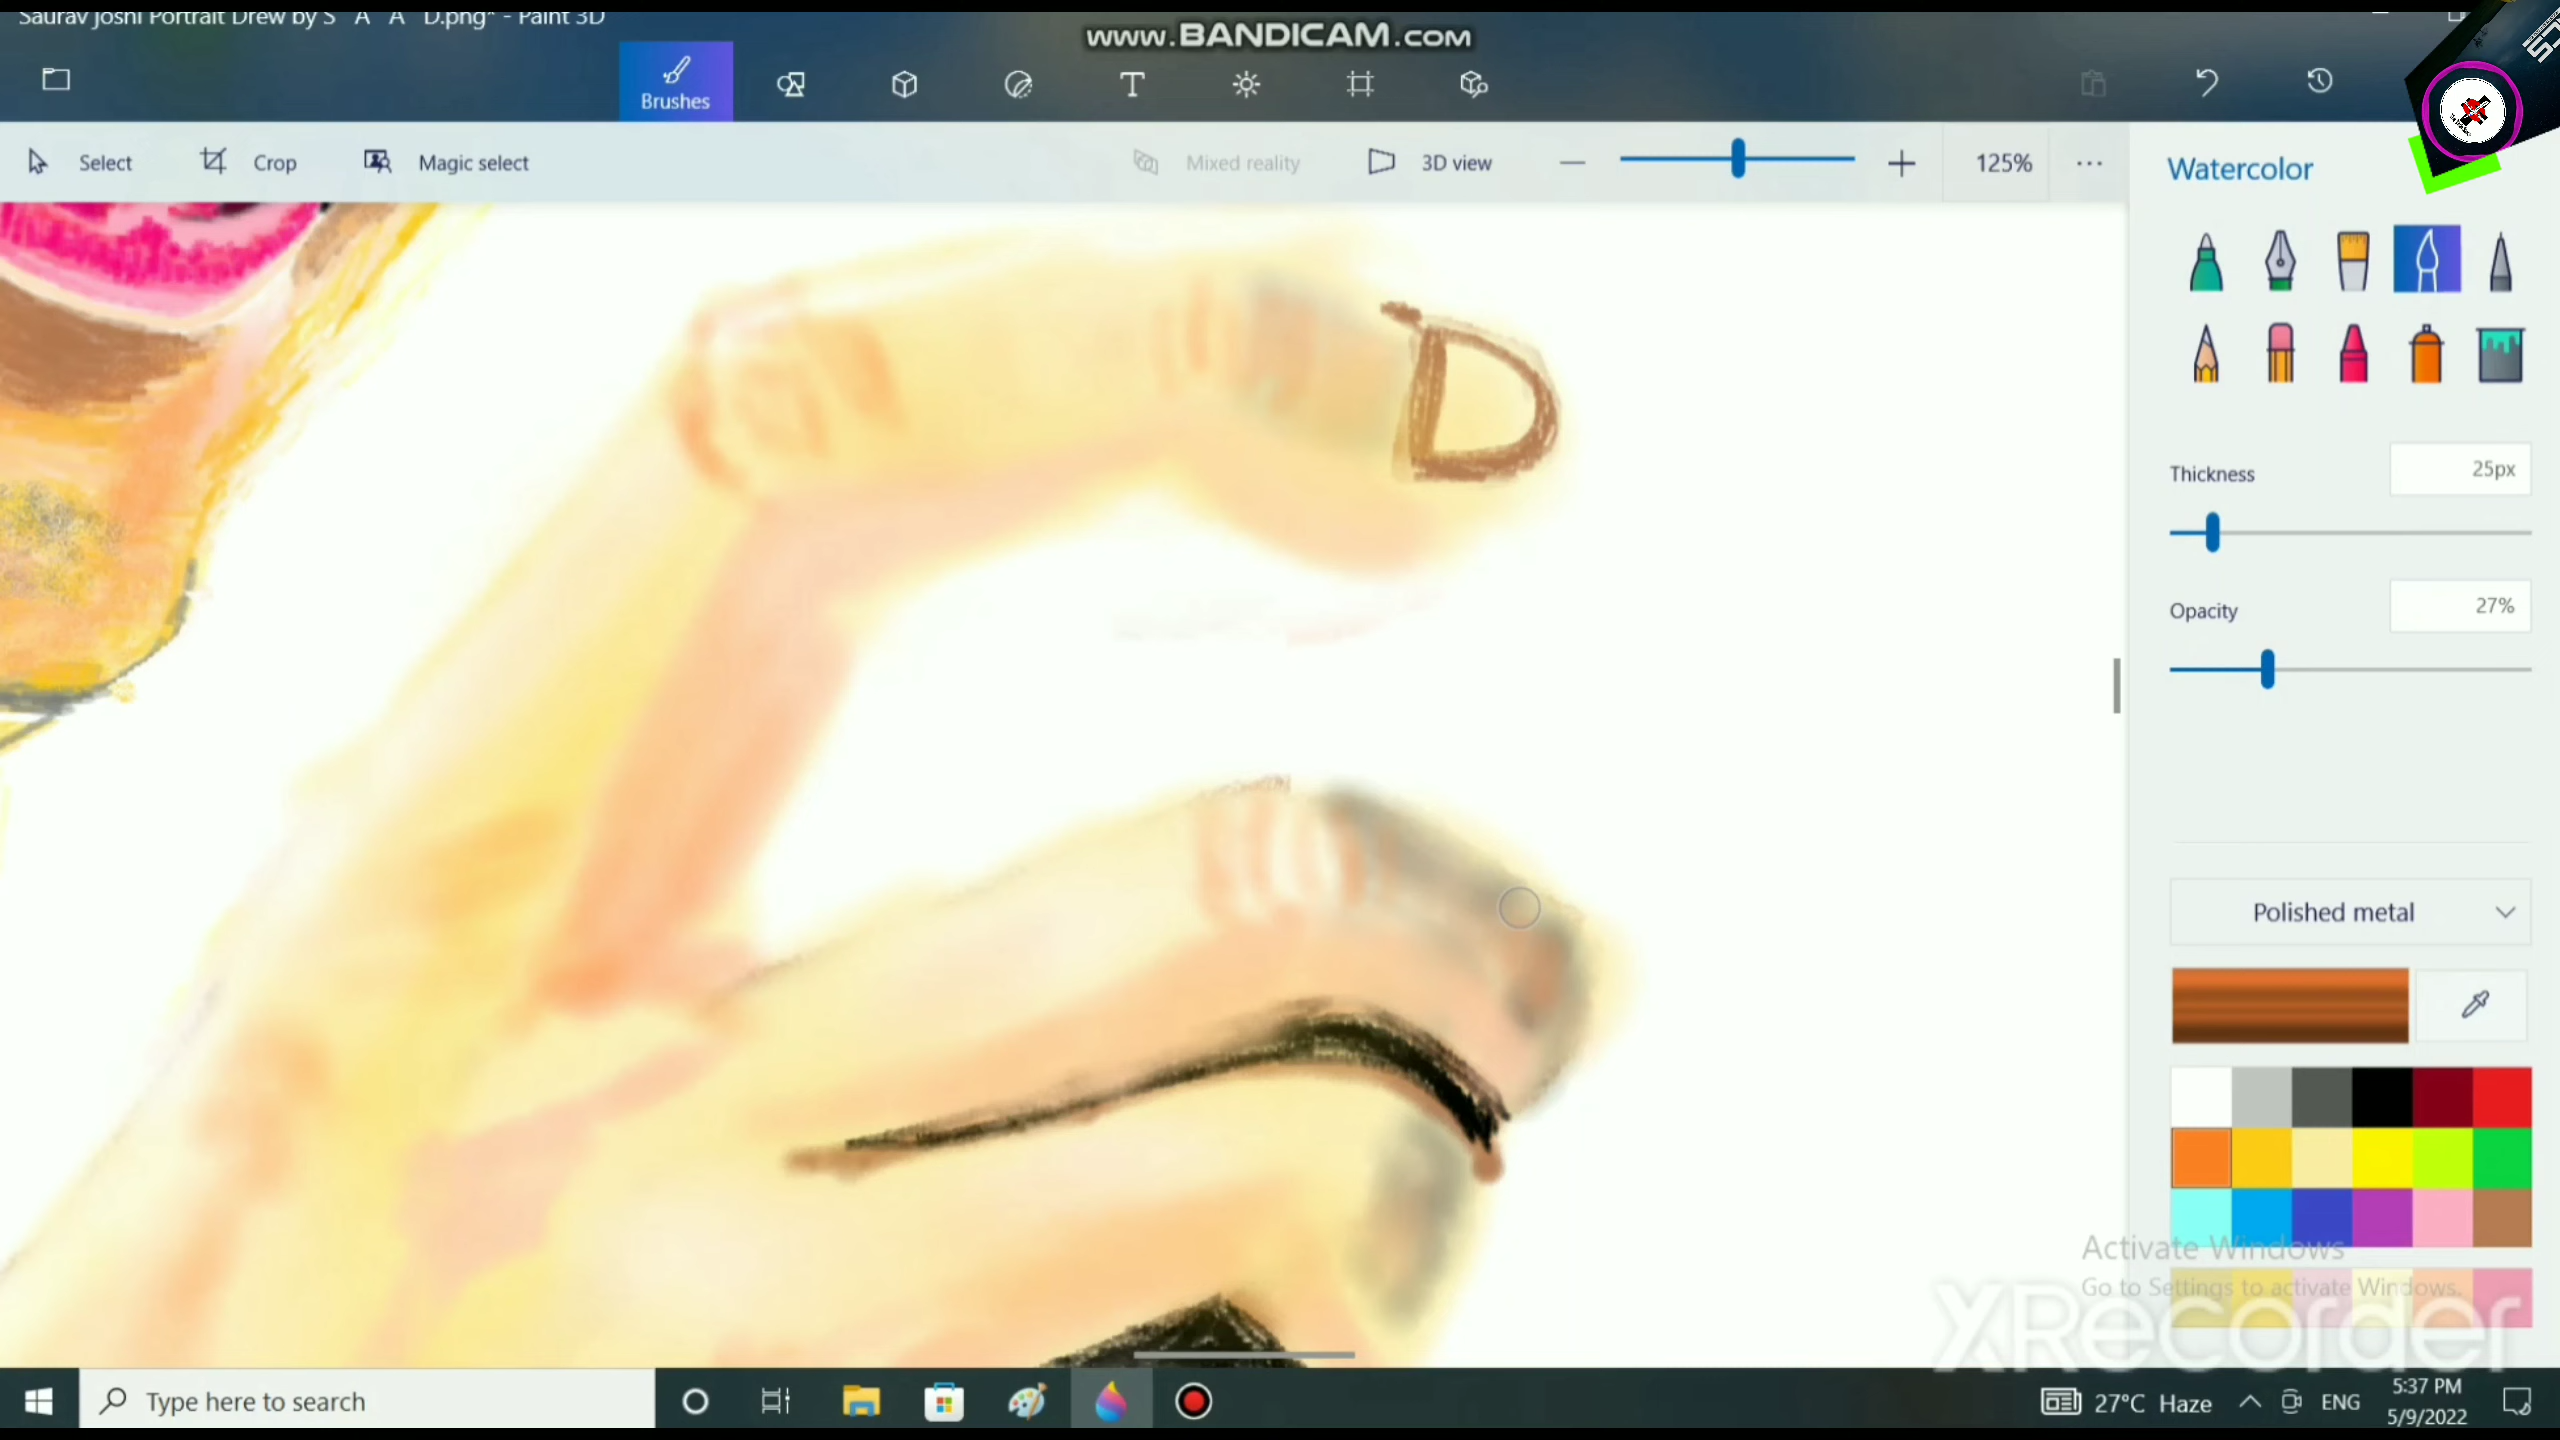 Saurav Joshi Portrait Drew by S A A D.png* - Paint 3D
www.BANDICAM.com
Brushes
Select
Crop
Magic select
Mixed reality
3D view
125%
Watercolor
Thickness
25px
Opacity
27%
Polished metal
Activate Windows
Go to Settings to activate Windows.
XRecorder
Type here to search
27°C Haze
ENG
5:37 PM
5/9/2022